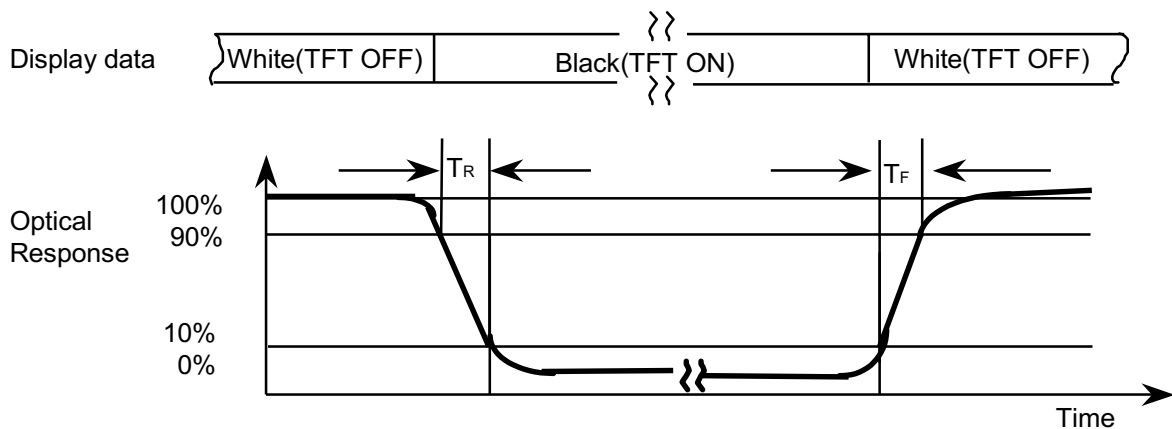 Display data
White(TFT OFF)
Black(TFT ON)
White(TFT OFF)
TR
TF
Optical
Response
100%
90%
10%
0%
Time